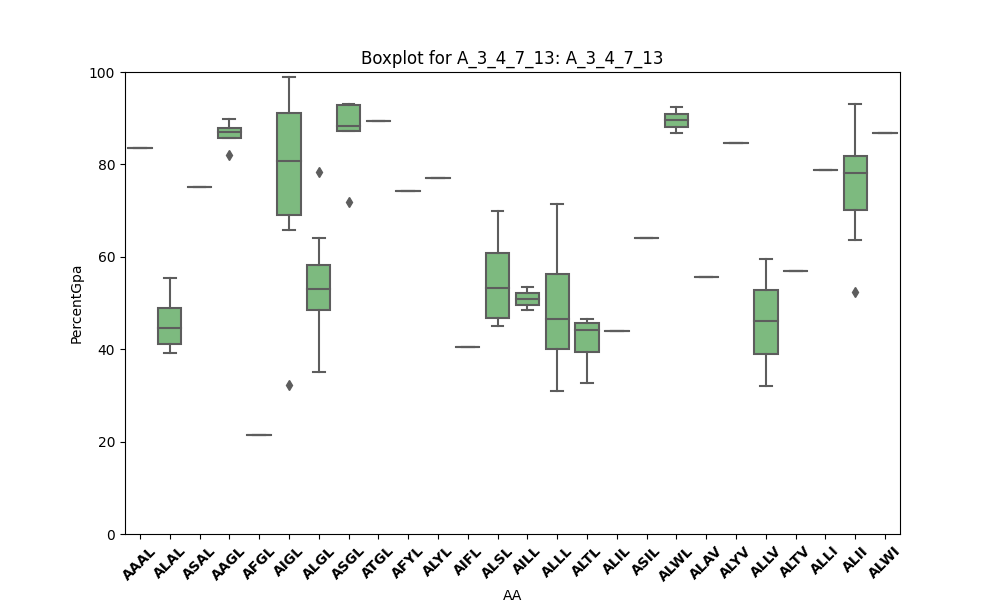 Boxplot for A_3_4_7_13: A_3_4_7_13
PercentGpa
100
80
60
40
20
0
AAAL ALAL ASAL AAGL AFGL AIGL ALGL ASGL ATGL AFYL ALYL AIFL ALSL AILL ALLL ALTL ALIL ASIL ALWL ALAV ALYV ALLV ALTV ALLI ALII ALWI
AA